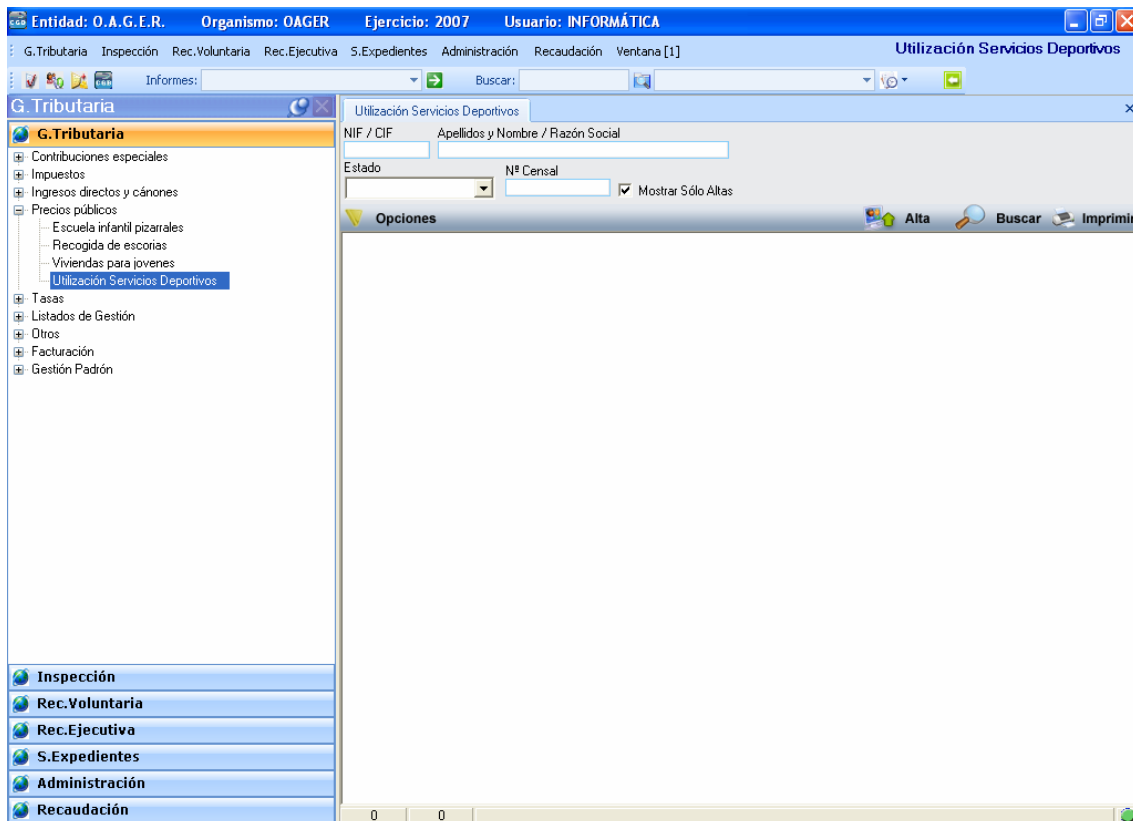 Entidad: O.A.G.E.R. Organismo: OAGER Ejercicio: 2007 Usuario: INFORMÁTICA
G.Tributaria Inspección Rec.Voluntaria Rec.Ejecutiva S.Expedientes Administración Recaudación Ventana [1] Utilización Servicios Deportivos
Informes: Buscar:
G.Tributaria
G.Tributaria
Contribuciones especiales
Impuestos
Ingresos directos y cánones
Precios públicos
Escuela infantil pizarrales
Recogida de escorias
Viviendas para jovenes
Utilización Servicios Deportivos
Tasas
Listados de Gestión
Otros
Facturación
Gestión Padrón
Inspección
Rec.Voluntaria
Rec.Ejecutiva
S.Expedientes
Administración
Recaudación
Utilización Servicios Deportivos
NIF / CIF Apellidos y Nombre / Razón Social
Estado Nº Censal
Mostrar Sólo Altas
Opciones Alta Buscar Imprimir
0 0